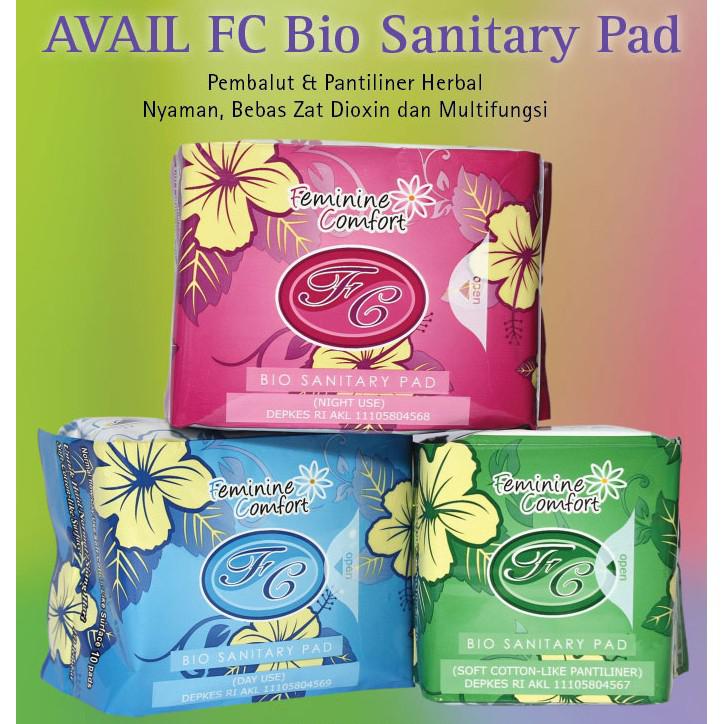 AVAIL FC Bio Sanitary Pad
Pembalut & Pantiliner Herbal
Nyaman, Bebas Zat Dioxin dan Multifungsi
Feminine
Comfort
FC
open
BIO SANITARY PAD
(NIGHT USE)
DEPKES RI AKL 11105804568
Feminine
Comfort
FC
open
BIO SANITARY PAD
(DAY USE)
DEPKES RI AKL 11105804569
10 pads
Feminine
Comfort
FC
open
BIO SANITARY PAD
(SOFT COTTON-LIKE PANTILINER)
DEPKES RI AKL 11105804567